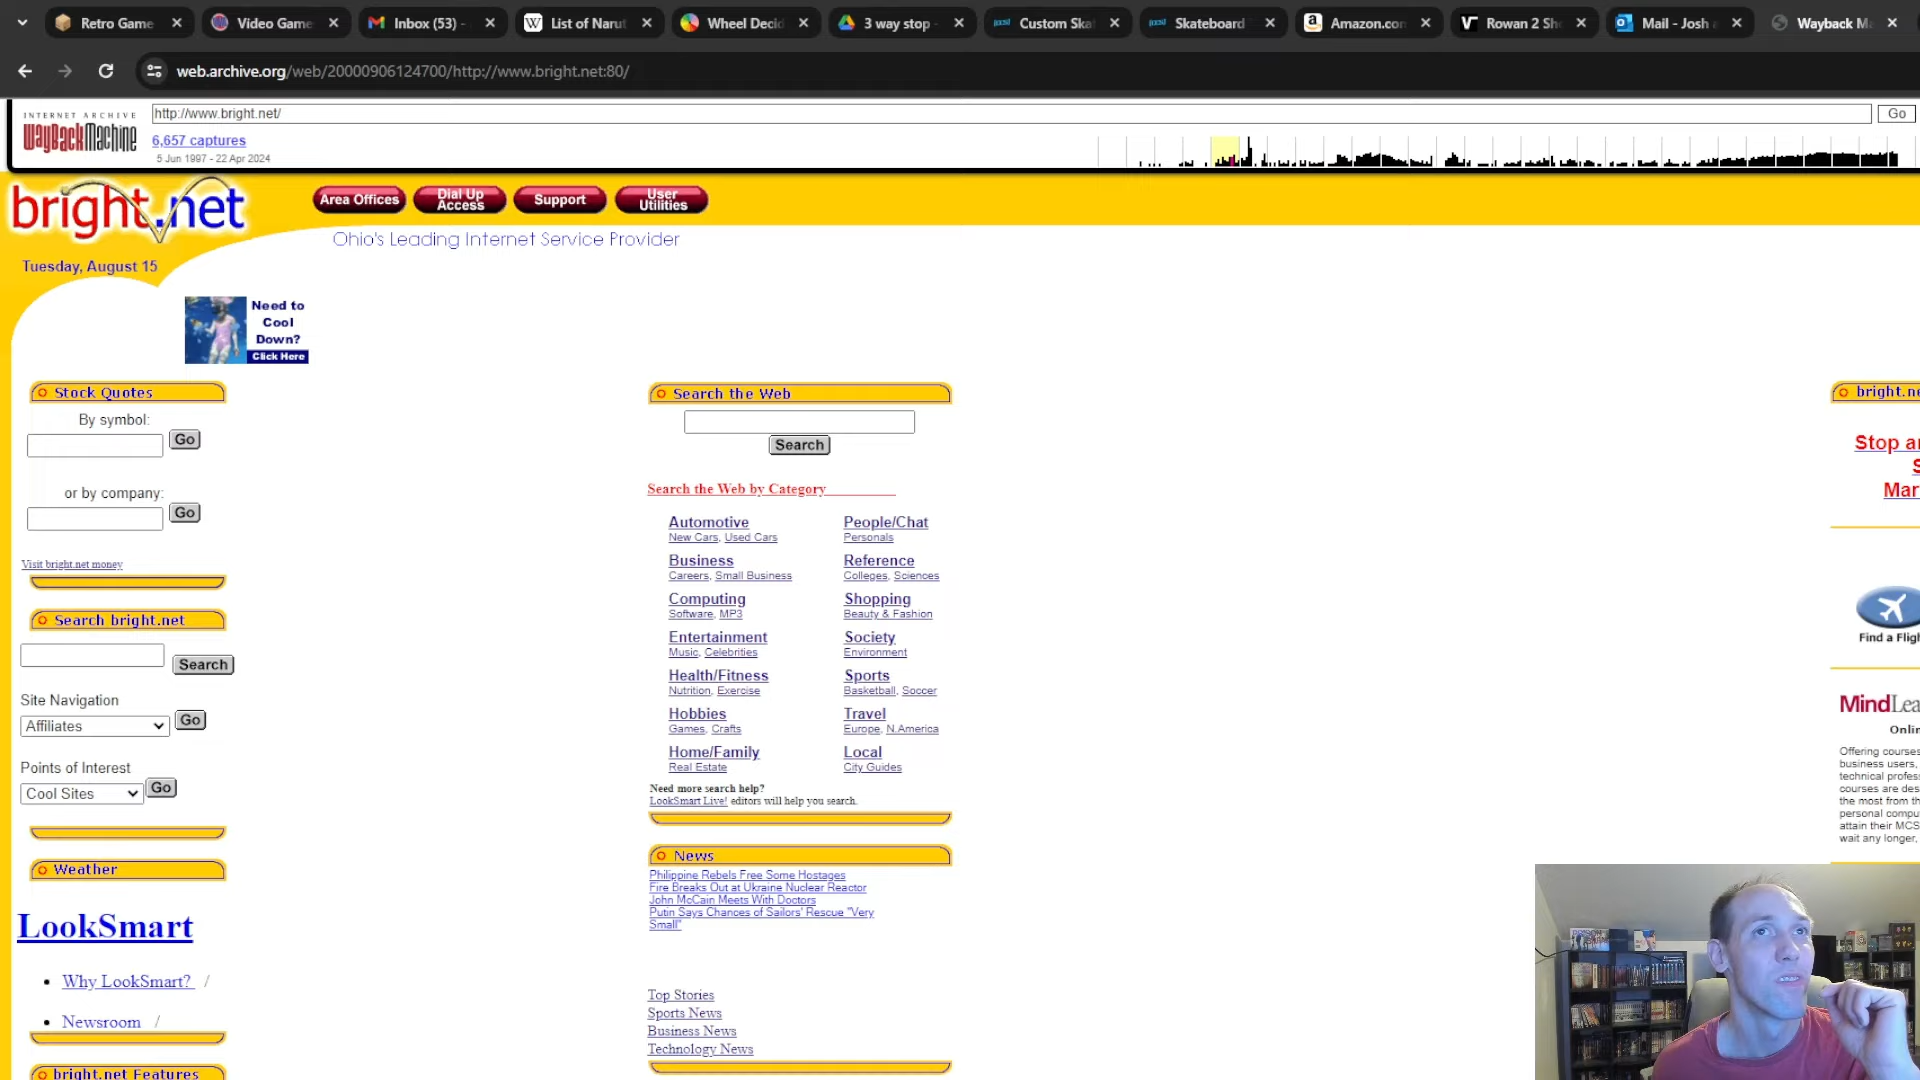 Retro Game
Video Game
Inbox (53) -
List of Narut
Wheel Decid
3 way stop -
Custom Skat
Skateboard
Amazon.com
Rowan 2 Sho
Mail - Josh a
Wayback Ma
web.archive.org/web/20000906124700/http://www.bright.net:80/
INTERNET ARCHIVE
WayBackMachine
http://www.bright.net/
Go
6,657 captures
5 Jun 1997 - 22 Apr 2024
bright.net
Area Offices
Dial Up
Access
Support
User
Utilities
Ohio's Leading Internet Service Provider
Tuesday, August 15
Need to
Cool
Down?
Click Here
Stock Quotes
By symbol:
Go
or by company:
Go
Visit bright.net money
Search bright.net
Search
Site Navigation
Affiliates
Go
Points of Interest
Cool Sites
Go
Weather
LookSmart
Why LookSmart? /
Newsroom /
bright.net Features
Search the Web
Search
Search the Web by Category
Automotive
New Cars, Used Cars
People/Chat
Personals
Business
Careers, Small Business
Reference
Colleges, Sciences
Computing
Software, MP3
Shopping
Beauty & Fashion
Entertainment
Music, Celebrities
Society
Environment
Health/Fitness
Nutrition, Exercise
Sports
Basketball, Soccer
Hobbies
Games, Crafts
Travel
Europe, N.America
Home/Family
Real Estate
Local
City Guides
Need more search help?
LookSmart Live! editors will help you search.
News
Philippine Rebels Free Some Hostages
Fire Breaks Out at Ukraine Nuclear Reactor
John McCain Meets With Doctors
Putin Says Chances of Sailors' Rescue "Very
Small"
Top Stories
Sports News
Business News
Technology News
bright.ne
Stop an
S
Mar
Find a Fligh
MindLea
Onlin
Offering courses
business users,
technical profess
courses are des
the most from th
personal compu
attain their MCS
wait any longer,